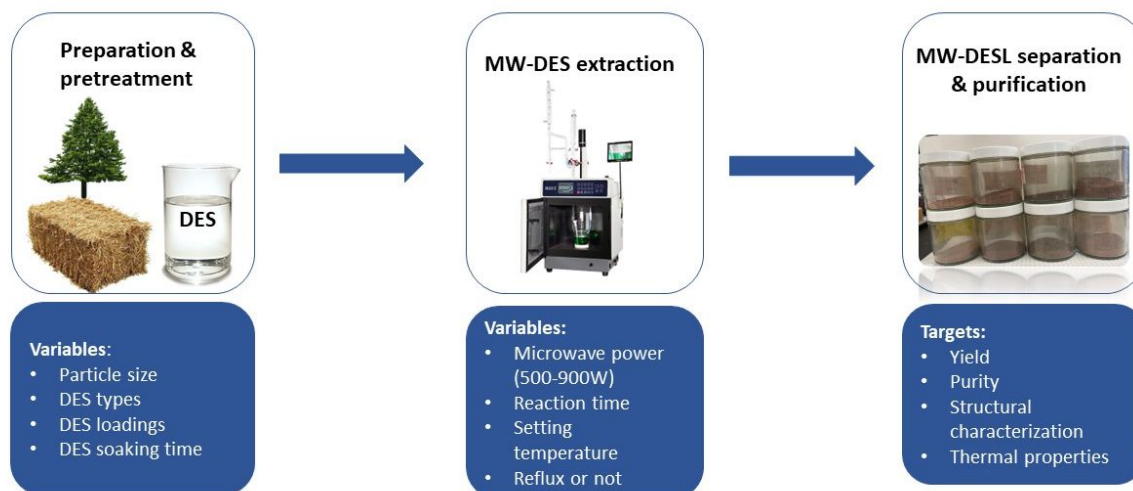 Preparation &
pretreatment
DES
Variables:
• Particle size
• DES types
• DES loadings
• DES soaking time
MW-DES extraction
Variables:
• Microwave power
(500-900W)
• Reaction time
• Setting
temperature
• Reflux or not
MW-DESL separation
& purification
Targets:
• Yield
• Purity
• Structural
characterization
• Thermal properties